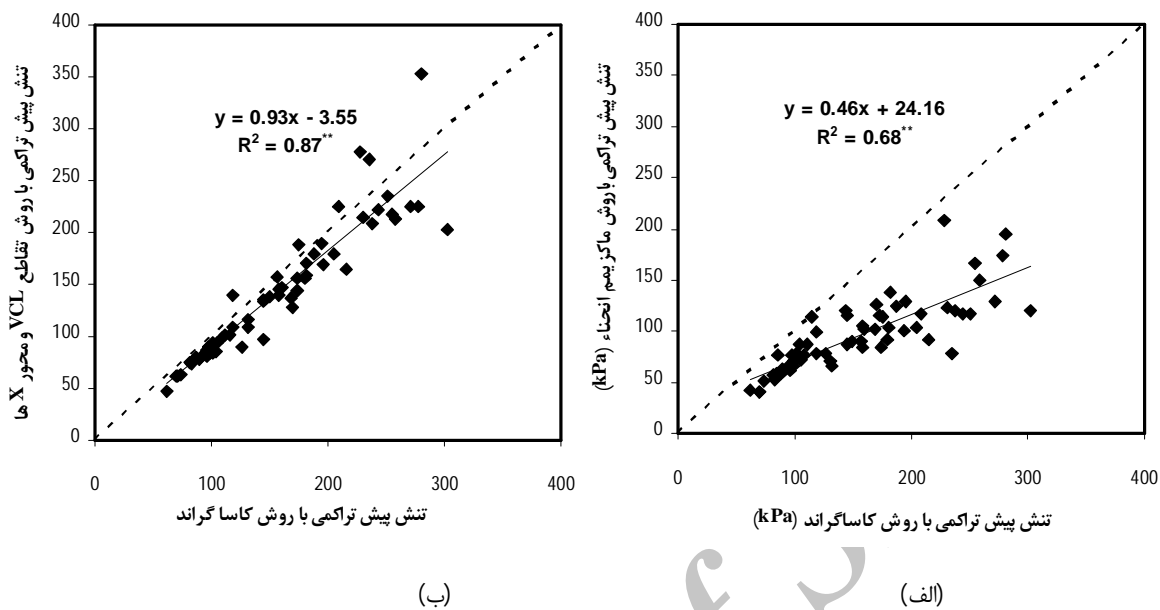 تنش پیش تراکمی باروش ماکزیمم انحناء (kPa)
400
350
300
250
200
150
100
50
0
y = 0.46x + 24.16
R² = 0.68**
0 100 200 300 400
تنش پیش تراکمی با روش کاساگراند (kPa)
(الف)
تنش پیش تراکمی با روش تقاطع VCL و محور X ها
400
350
300
250
200
150
100
50
0
y = 0.93x - 3.55
R² = 0.87**
0 100 200 300 400
تنش پیش تراکمی با روش کاسا گراند
(ب)